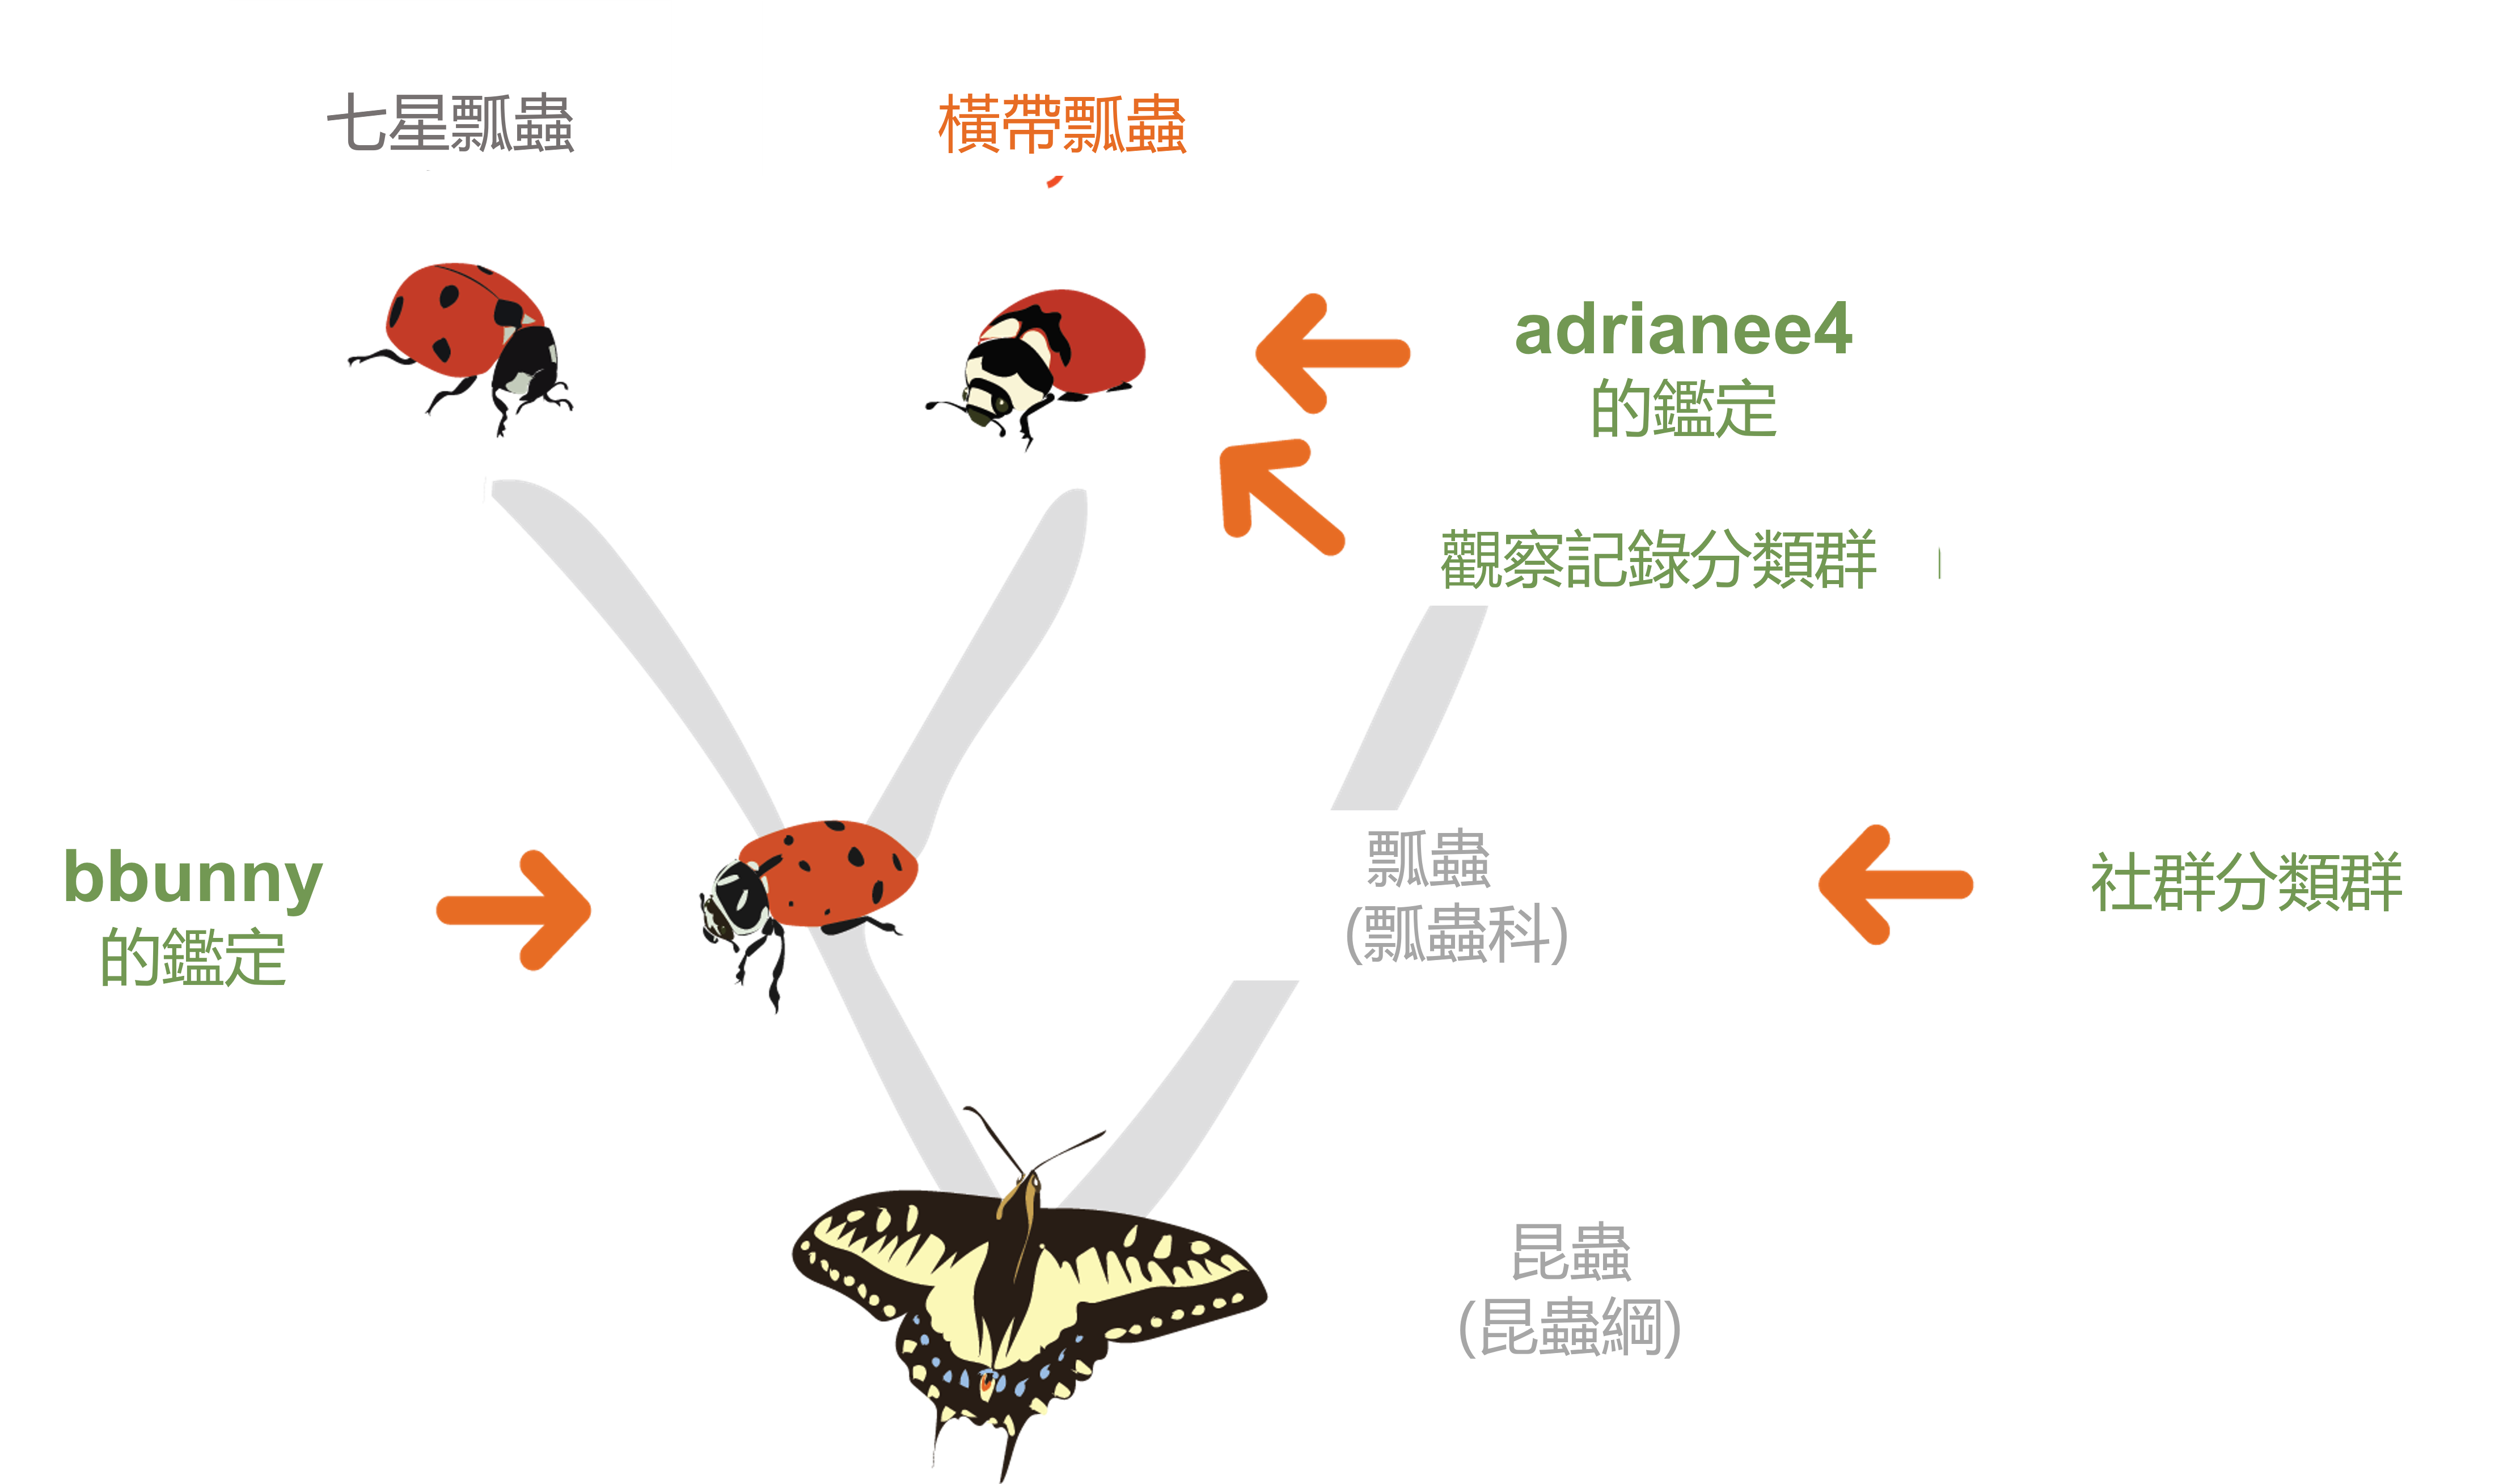 七星瓢蟲
橫帶瓢蟲
adrianee4
的鑑定
觀察記錄分類群
bbunny
的鑑定
瓢蟲
(瓢蟲科)
社群分類群
昆蟲
(昆蟲綱)